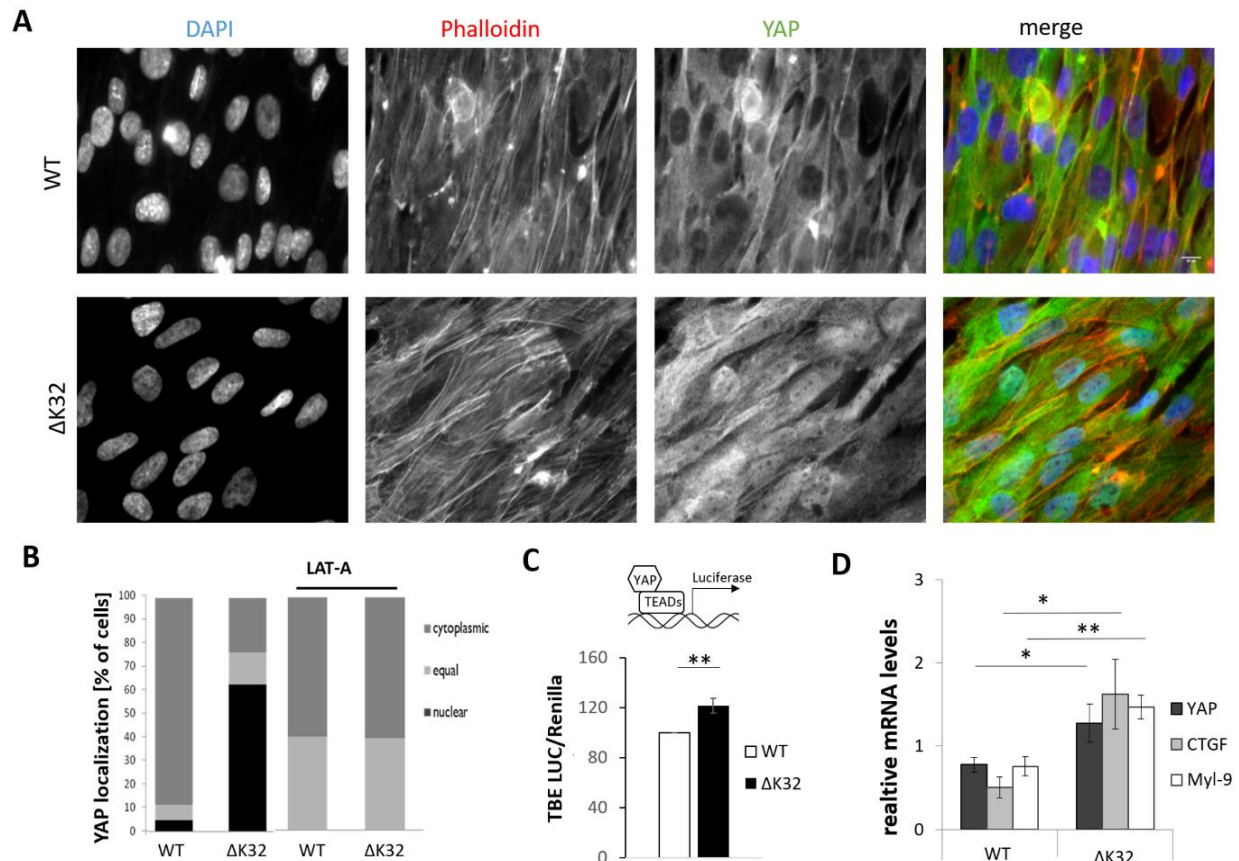 A
DAPI Phalloidin YAP merge
WT
ΔK32
B
LAT-A
YAP localization [% of cells]
100
90
80
70
60
50
40
30
20
10
0
WT ΔK32 WT ΔK32
cytoplasmic
equal
nuclear
C
YAP
TEADs
Luciferase
TBE LUC/Renilla
160
120
80
40
0
**
WT
ΔK32
D
realtive mRNA levels
3
2
1
0
*
**
*
YAP
CTGF
Myl-9
WT ΔK32